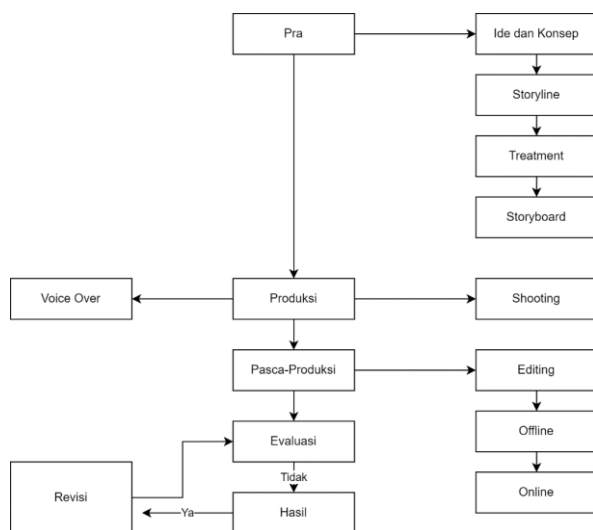 Pra
Ide dan Konsep
Storyline
Treatment
Storyboard
Voice Over
Produksi
Shooting
Pasca-Produksi
Editing
Evaluasi
Offline
Tidak
Revisi
Ya
Hasil
Online